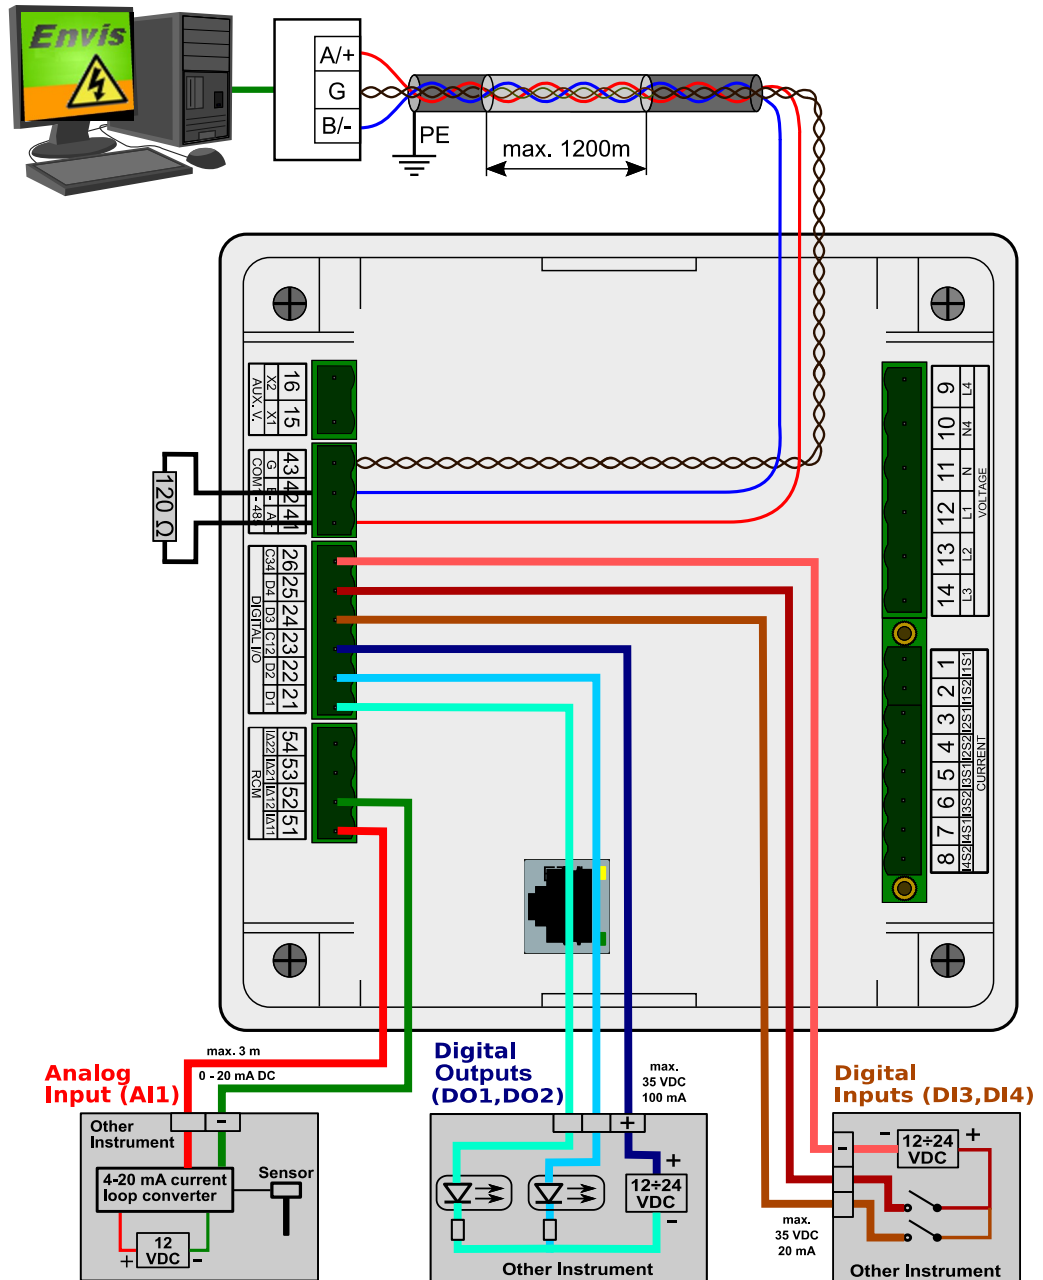 Envis
A/+
G
B/-
PE
max. 1200m
16 15
X2 X1
AUX. V.
43 42 41
G B- A+
COM1 - 485
120 Ω
26 25 24 23 22 21
C34 D4 D3 C12 D2 D1
DIGITAL I/O
54 53 52 51
I∆22 I∆21 I∆12 I∆11
RCM
9 10 11 12 13 14
L4 N4 N L1 L2 L3
VOLTAGE
1 2 3 4 5 6 7 8
I1S1 I1S2 I2S1 I2S2 I3S1 I3S2 I4S1 I4S2
CURRENT
max. 3 m
0 - 20 mA DC
Analog
Input (AI1)
Other
Instrument
-
4-20 mA current
loop converter
Sensor
12
VDC
+ -
Digital
Outputs
(DO1,DO2)
max.
35 VDC
100 mA
+
+
12÷24
VDC
-
Other Instrument
Digital
Inputs (DI3,DI4)
-
- 12÷24 +
VDC
max.
35 VDC
20 mA
Other Instrument